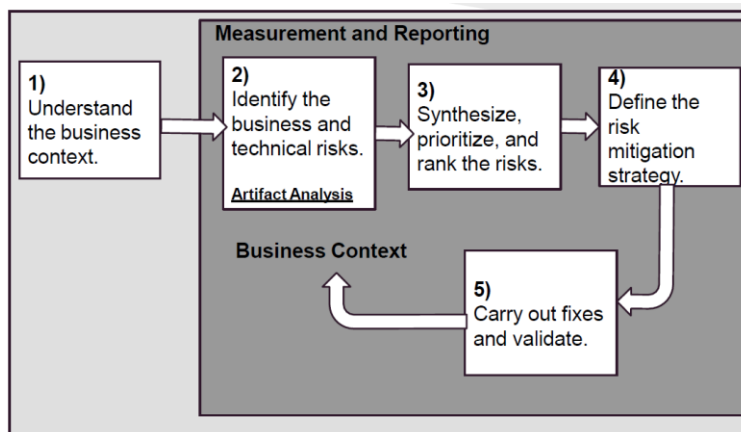 Measurement and Reporting
1)
Understand
the business
context.
2)
Identify the
business and
technical risks.
Artifact Analysis
3)
Synthesize,
prioritize, and
rank the risks.
4)
Define the
risk
mitigation
strategy.
Business Context
5)
Carry out fixes
and validate.